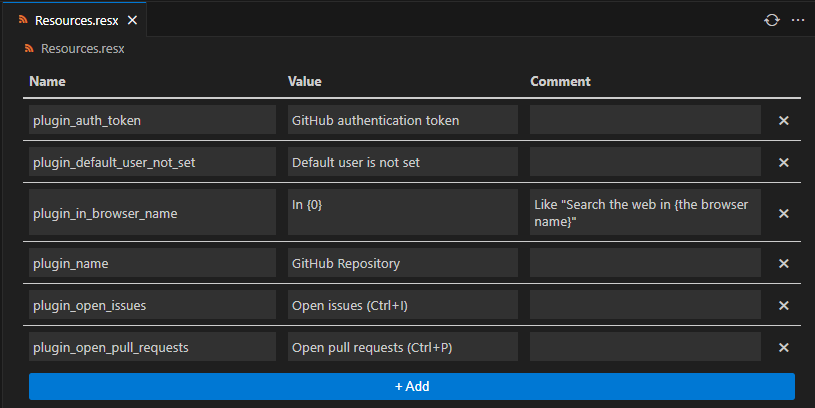 Resources.resx
Resources.resx
Name Value Comment
plugin_auth_token GitHub authentication token
plugin_default_user_not_set Default user is not set
plugin_in_browser_name In {0} Like "Search the web in {the browser
name}"
plugin_name GitHub Repository
plugin_open_issues Open issues (Ctrl+I)
plugin_open_pull_requests Open pull requests (Ctrl+P)
+ Add